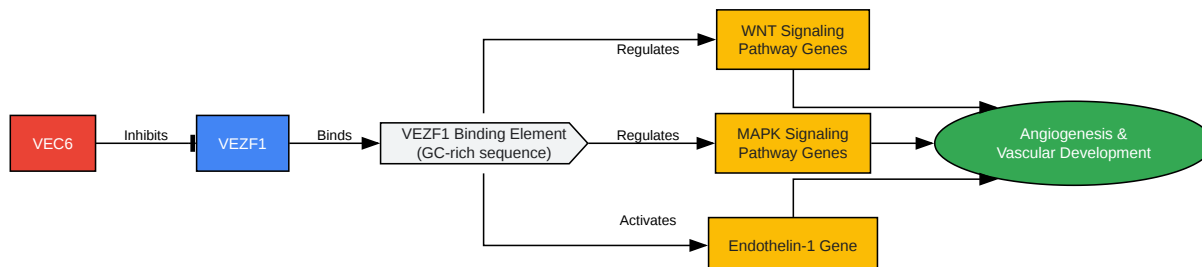 VEC6
Inhibits
VEZF1
Binds
VEZF1 Binding Element
(GC-rich sequence)
Regulates
WNT Signaling
Pathway Genes
Regulates
MAPK Signaling
Pathway Genes
Activates
Endothelin-1 Gene
Angiogenesis &
Vascular Development